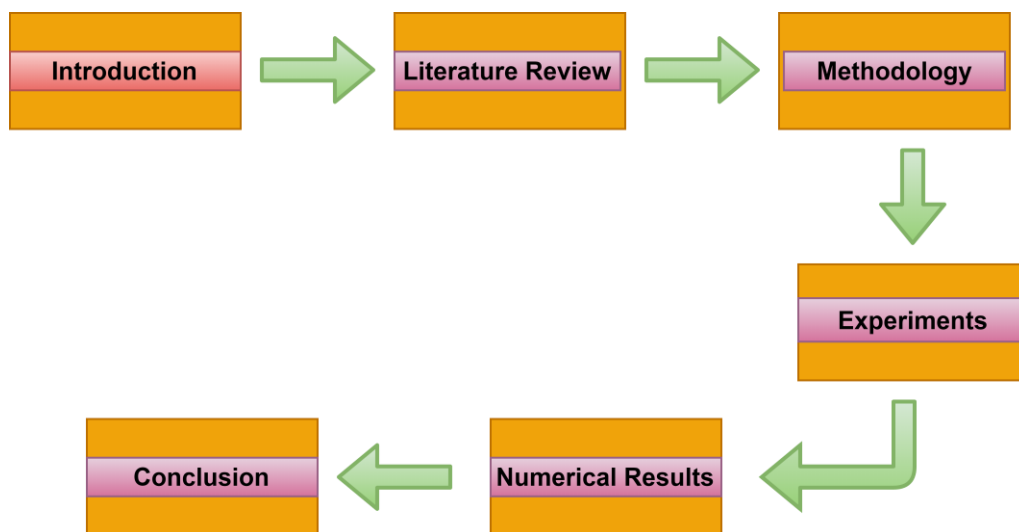 Introduction
Literature Review
Methodology
Experiments
Numerical Results
Conclusion